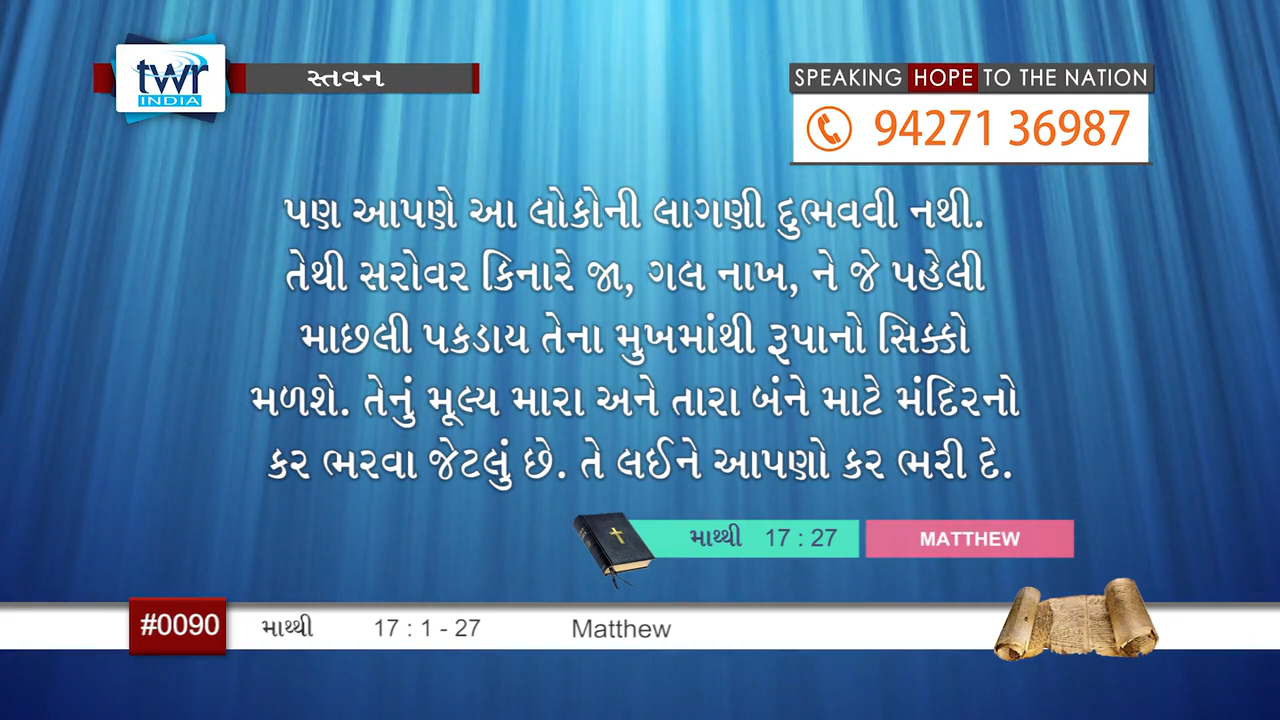 twr
INDIA
સ્તવન
SPEAKING HOPE TO THE NATION
94271 36987
પણ આપણે આ લોકોની લાગણી દુભવવી નથી.
તેથી સરોવર કિનારે જા, ગલ નાખ, ને જે પહેલી
માછલી પકડાય તેના મુખમાંથી રૂપાનો સિક્કો
મળશે. તેનું મૂલ્ય મારા અને તારા બંને માટે મંદિરનો
કર ભરવા જેટલું છે. તે લઈને આપણો કર ભરી દે.
માથ્થી 17 : 27 MATTHEW
#0090 માથ્થી 17 : 1 - 27 Matthew